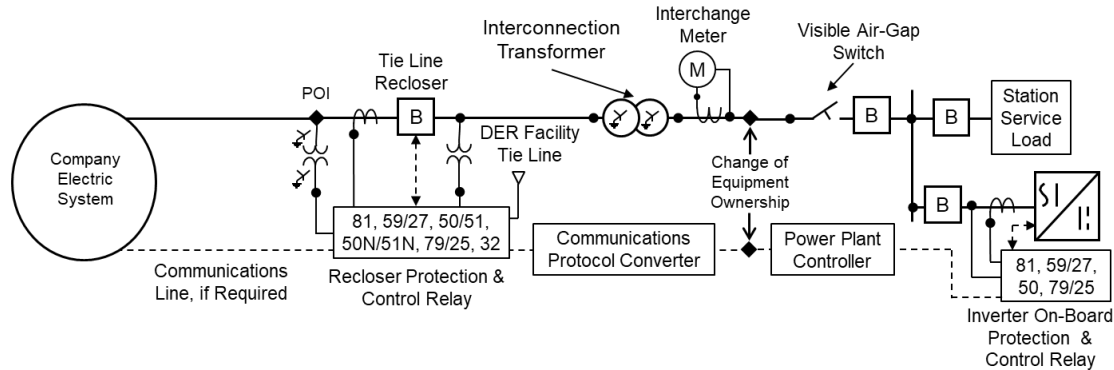 Interchange
Meter
Interconnection
Transformer
Visible Air-Gap
Switch
Tie Line
Recloser
POI
M
B
B
B
Station
Service
Load
Company
Electric
System
DER Facility
Tie Line
Change of
Equipment
Ownership
B
81, 59/27, 50/51,
50N/51N, 79/25, 32
Communications
Protocol Converter
Power Plant
Controller
81, 59/27,
50, 79/25
Communications
Line, if Required
Recloser Protection &
Control Relay
Inverter On-Board
Protection &
Control Relay